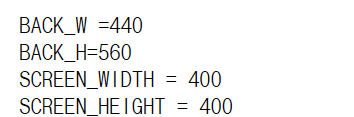 BACK_W =440
BACK_H=560
SCREEN_WIDTH = 400
SCREEN_HEIGHT = 400